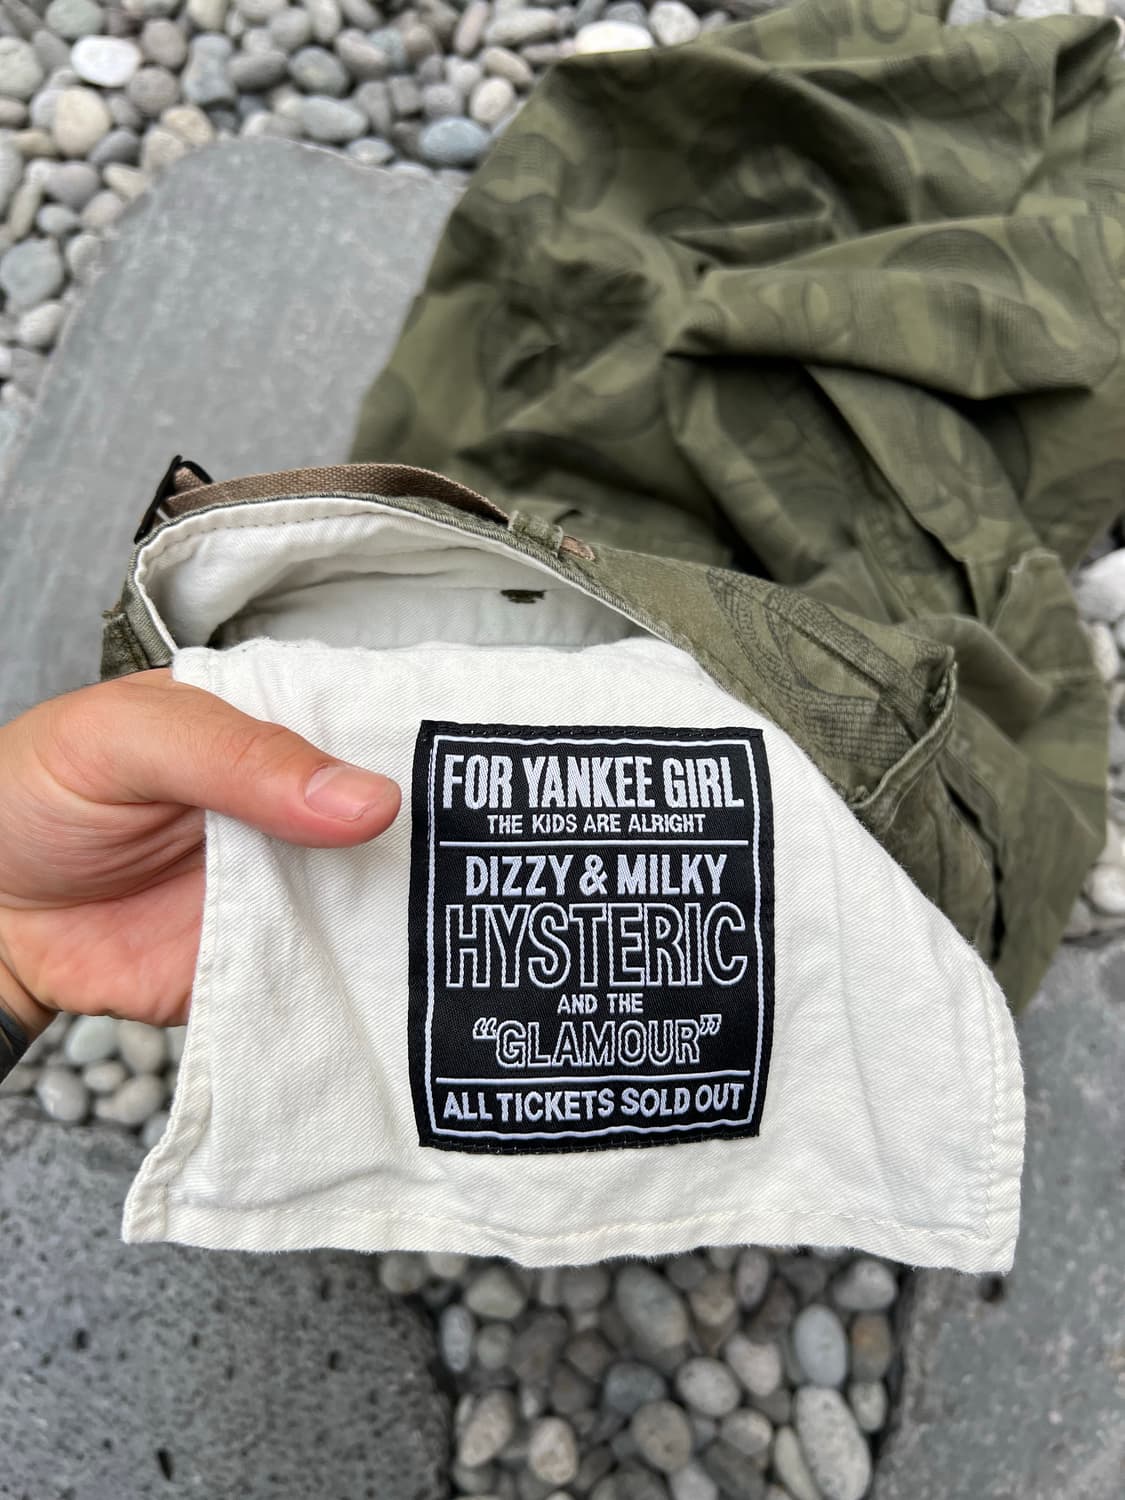 FOR YANKEE GIRL
THE KIDS ARE ALRIGHT
DIZZY & MILKY
HYSTERIC
AND THE
“GLAMOUR”
ALL TICKETS SOLD OUT